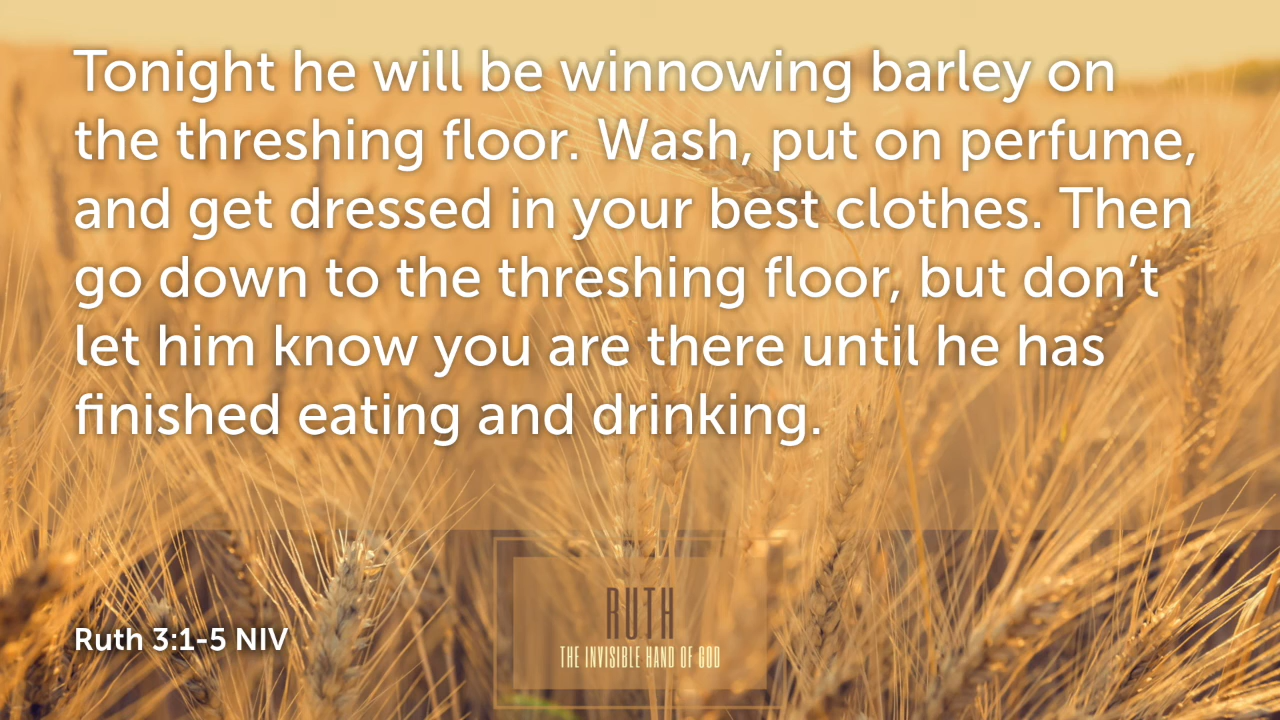 Tonight he will be winnowing barley on
the threshing floor. Wash, put on perfume,
and get dressed in your best clothes. Then
go down to the threshing floor, but don’t
let him know you are there until he has
finished eating and drinking.
Ruth 3:1-5 NIV
RUTH
THE INVISIBLE HAND OF GOD